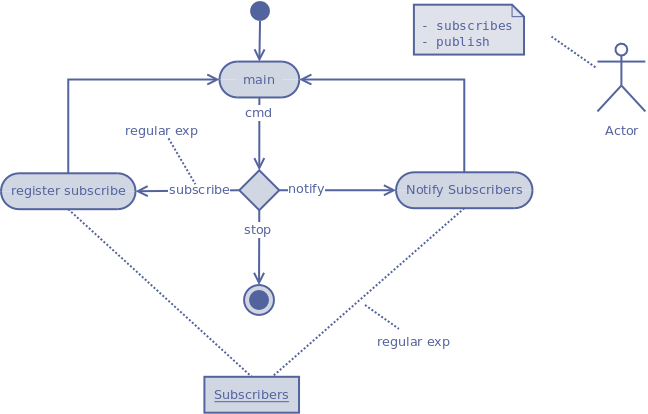 - subscribes
- publish
main
cmd
regular exp
Actor
register subscribe
subscribe
notify
Notify Subscribers
stop
regular exp
Subscribers